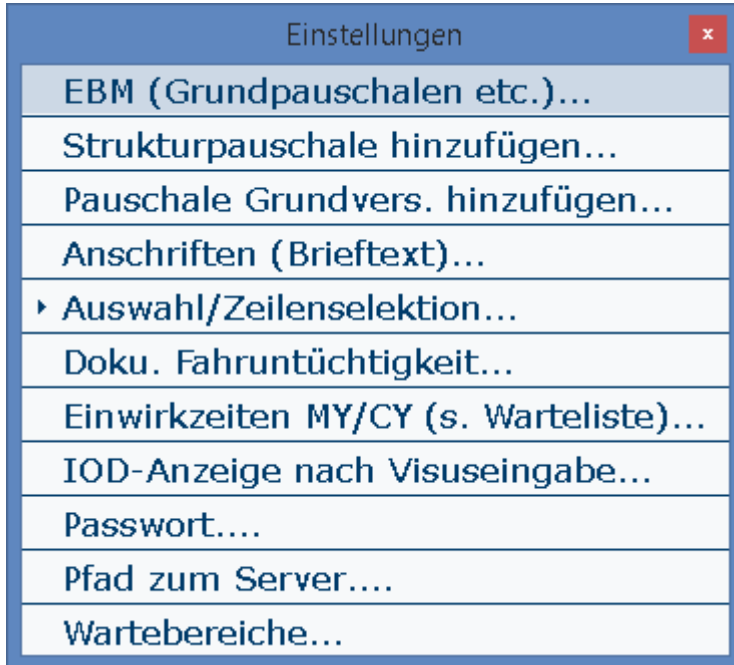 Einstellungen
EBM (Grundpauschalen etc.)...
Strukturpauschale hinzufügen...
Pauschale Grundvers. hinzufügen...
Anschriften (Brieftext)...
Auswahl/Zeilenselektion...
Doku. Fahruntüchtigkeit...
Einwirkzeiten MY/CY (s. Warteliste)...
IOD-Anzeige nach Visuseingabe...
Passwort....
Pfad zum Server....
Wartebereiche...